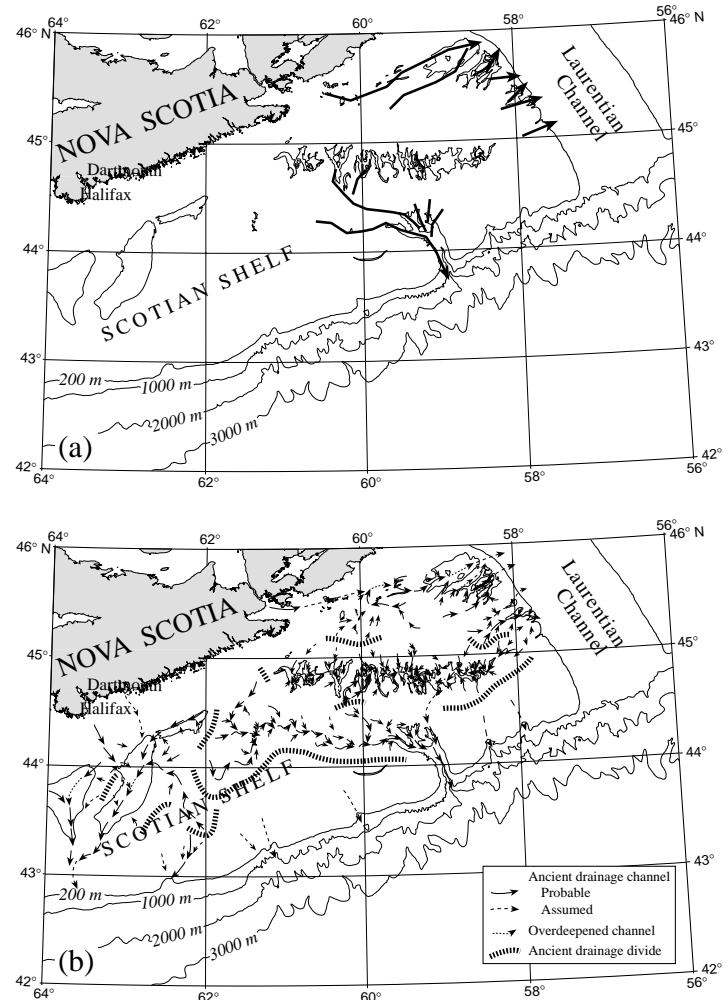 64° 62° 60° 58° 56°
46° N 46° N
Laurentian
Channel
NOVA SCOTIA
45° 45°
Dartmouth
Halifax
44° 44°
SCOTIAN SHELF
43° 43°
200 m 1000 m
2000 m
3000 m
(a)
42° 42°
64° 62° 60° 58° 56°
64° 62° 60° 58° 56°
46° N 46° N
Laurentian
Channel
NOVA SCOTIA
45° 45°
Dartmouth
Halifax
44° 44°
SCOTIAN SHELF
43° 43°
200 m 1000 m
2000 m
3000 m
Ancient drainage channel
Probable
Assumed
Overdeepened channel
Ancient drainage divide
(b)
42° 42°
64° 62° 60° 58° 56°